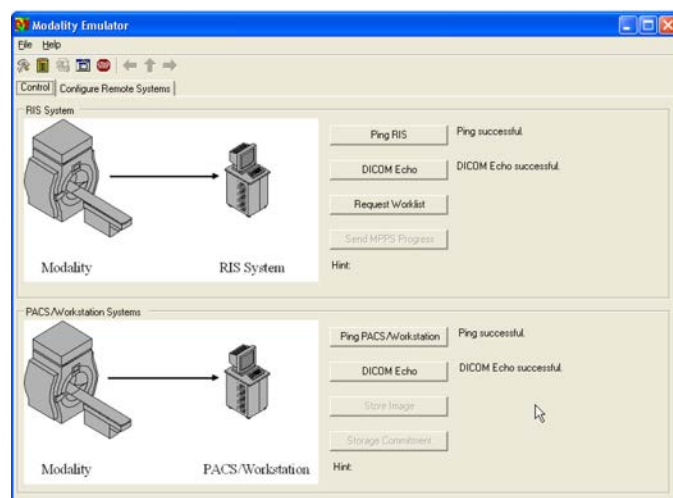 Modality Emulator
File Help
Control Configure Remote Systems
RIS System
Ping RIS Ping successful.
DICOM Echo DICOM Echo successful.
Request Worklist
Send MPPS Progress
Modality RIS System Hint:
PACS/Workstation Systems
Ping PACS/Workstation Ping successful.
DICOM Echo DICOM Echo successful.
Store Image
Storage Commitment
Modality PACS/Workstation Hint: